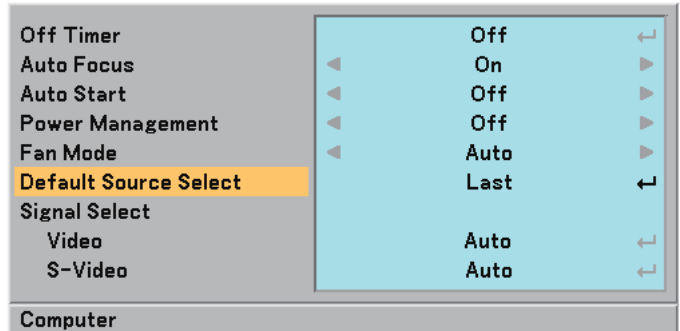 Off Timer Off
Auto Focus On
Auto Start Off
Power Management Off
Fan Mode Auto
Default Source Select Last
Signal Select
Video Auto
S-Video Auto
Computer